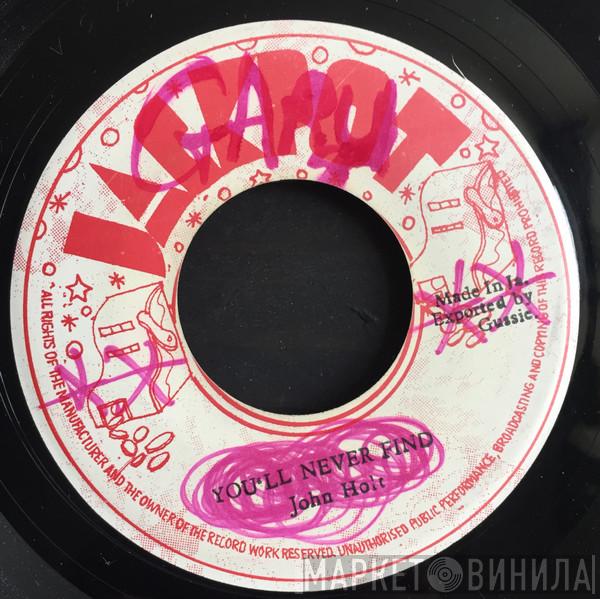 GARY
Made In Ja.
Exported by
Gussie.
YOU'LL NEVER FIND
John Holt
"ALL RIGHTS OF THE MANUFACTURER AND THE OWNER OF THE RECORD WORK RESERVED. UNAUTHORISED PUBLIC PERFORMANCE, BROADCASTING AND COPYING OF THIS RECORD PROHIBITED
МАРКЕТ ВИНИЛА